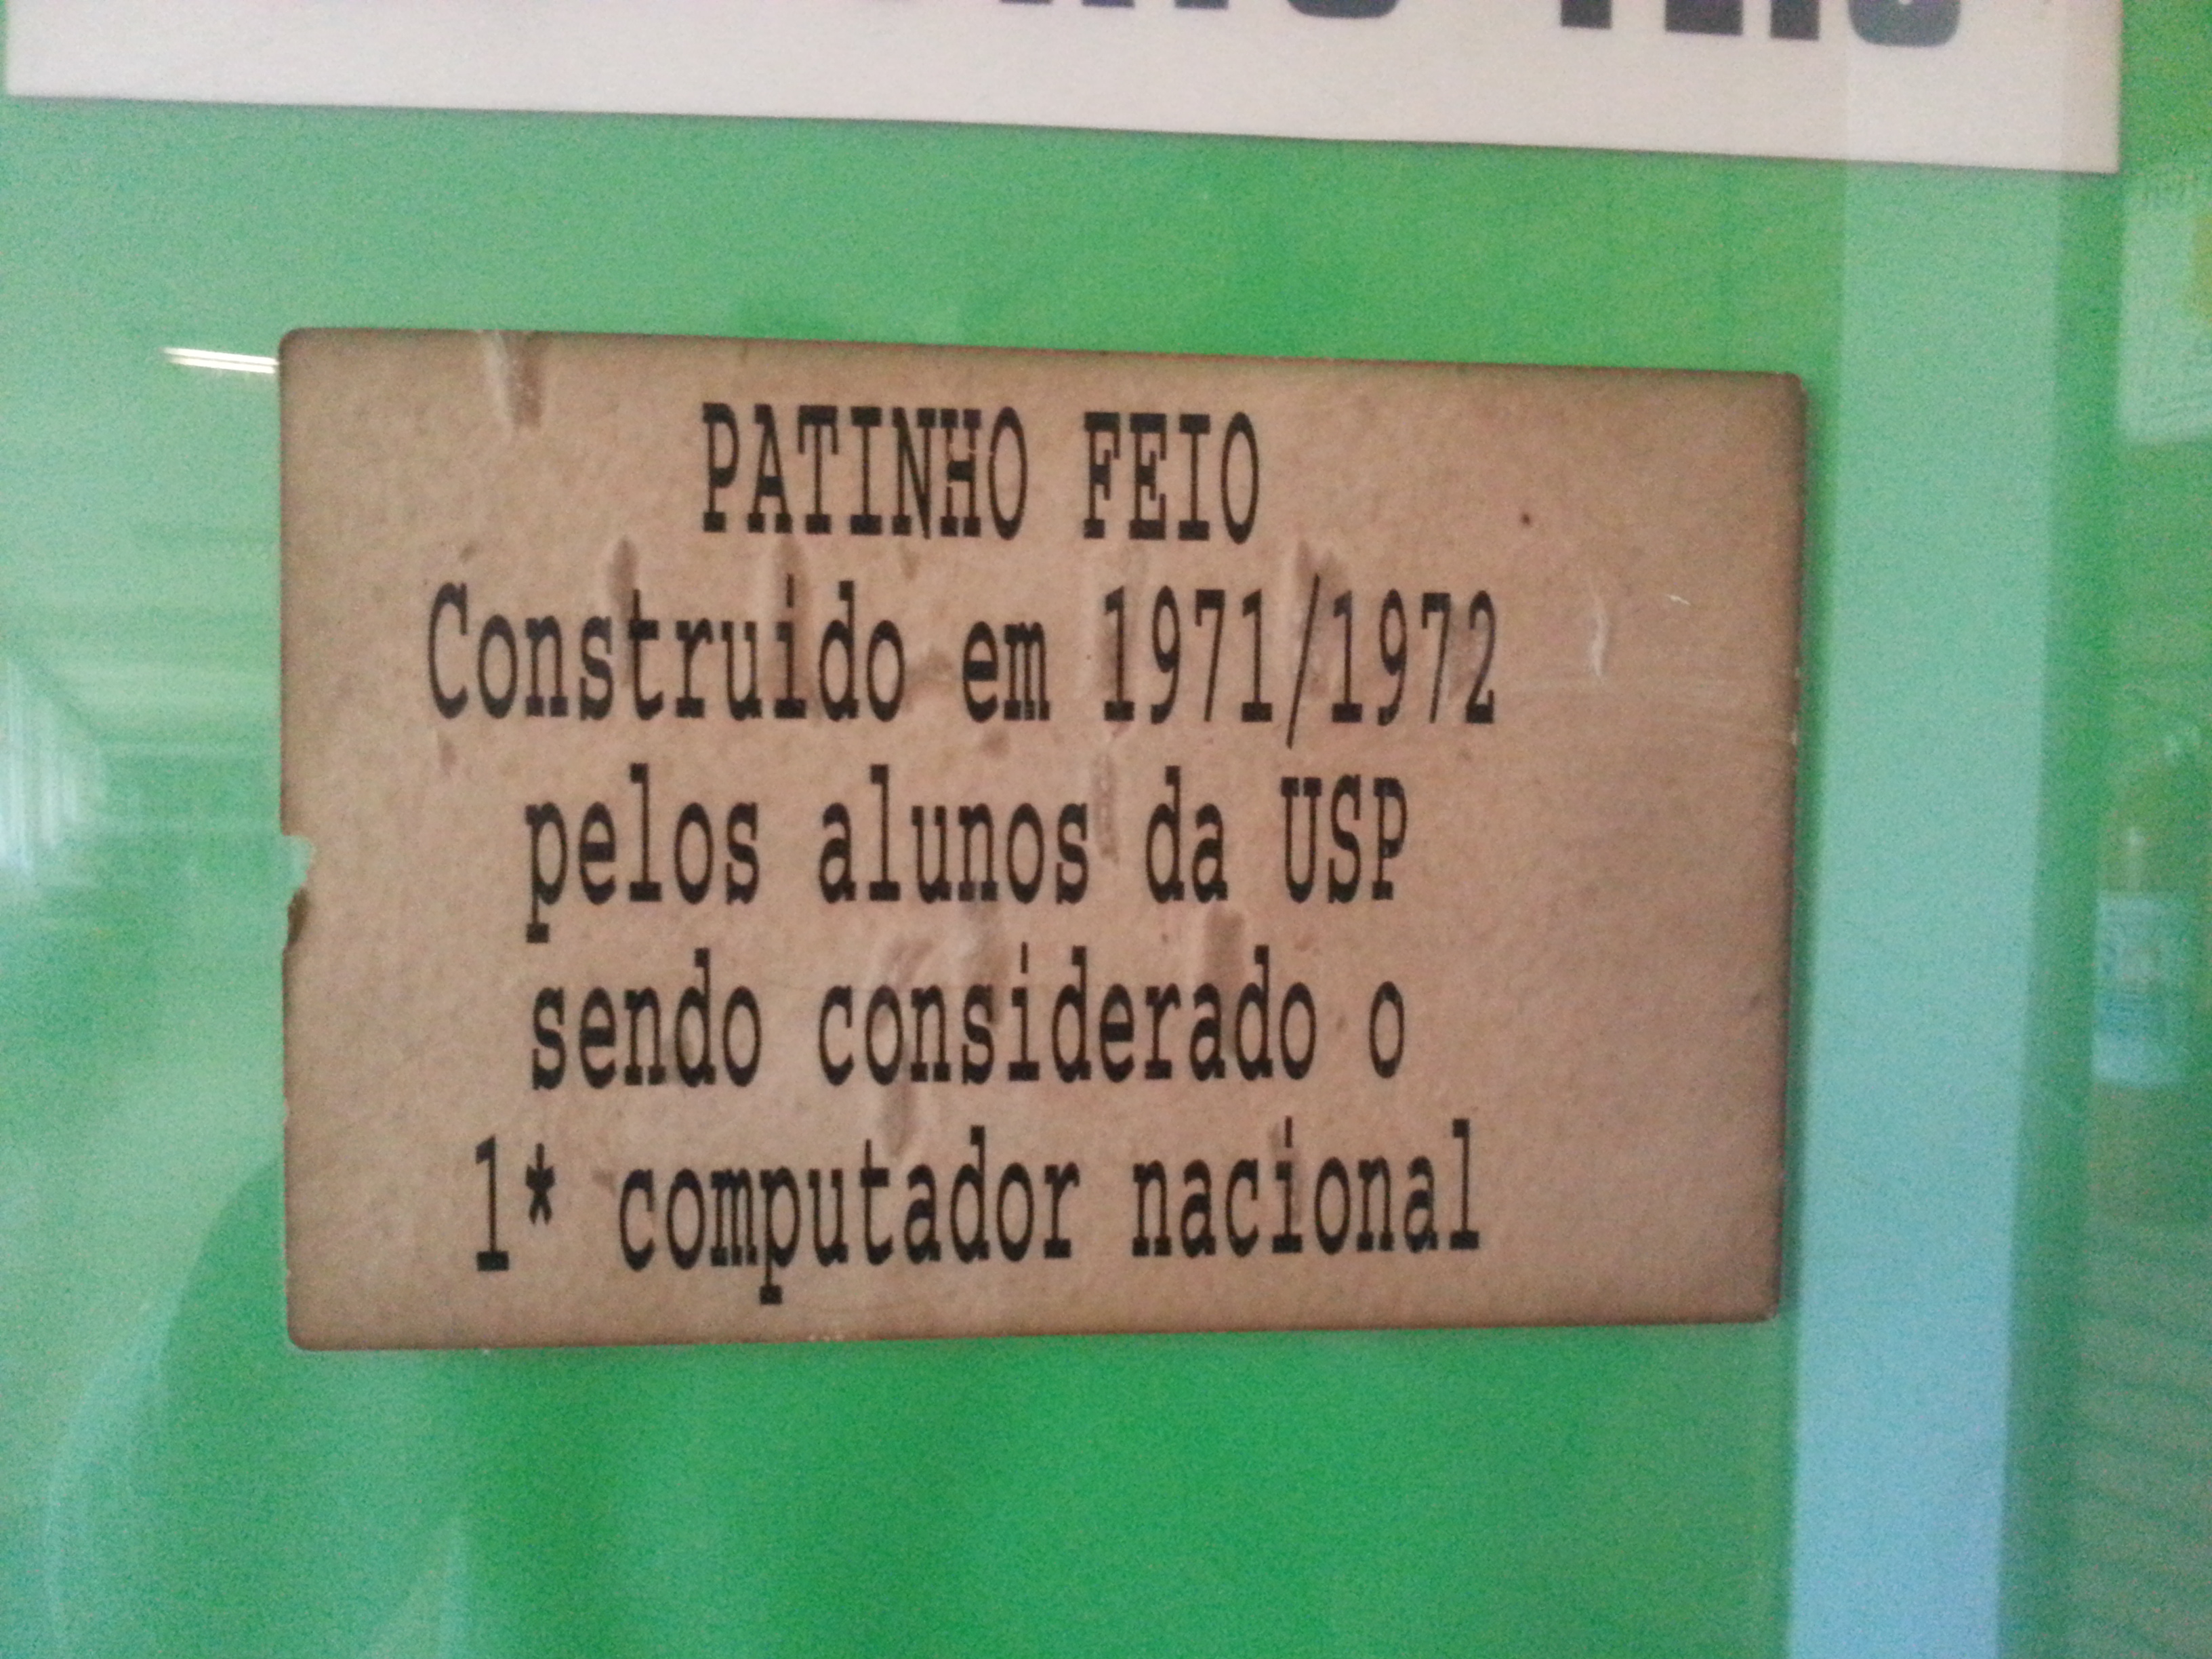 PATINHO FEIO
Construido em 1971/1972
pelos alunos da USP
sendo considerado o
1* computador nacional